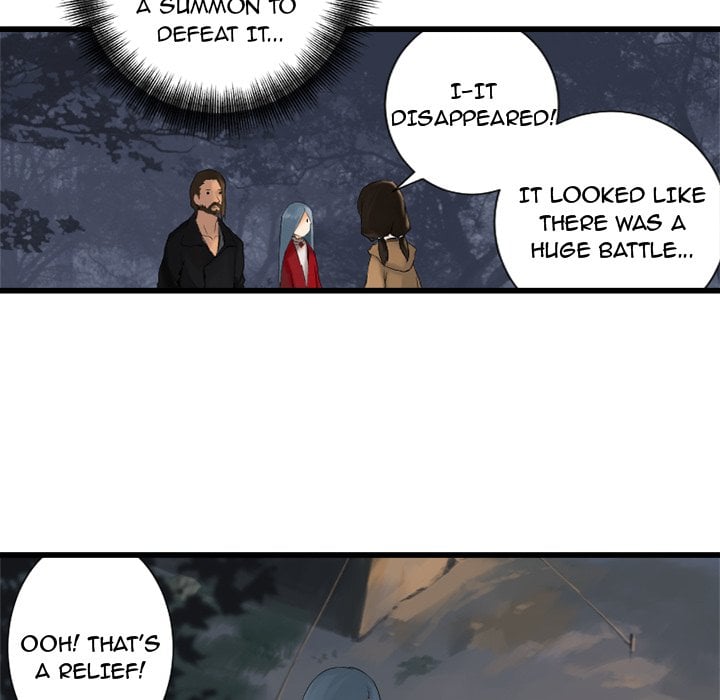 A SUMMON TO
DEFEAT IT...
I-IT
DISAPPEARED!
IT LOOKED LIKE
THERE WAS A
HUGE BATTLE...
OOH! THAT'S
A RELIEF!